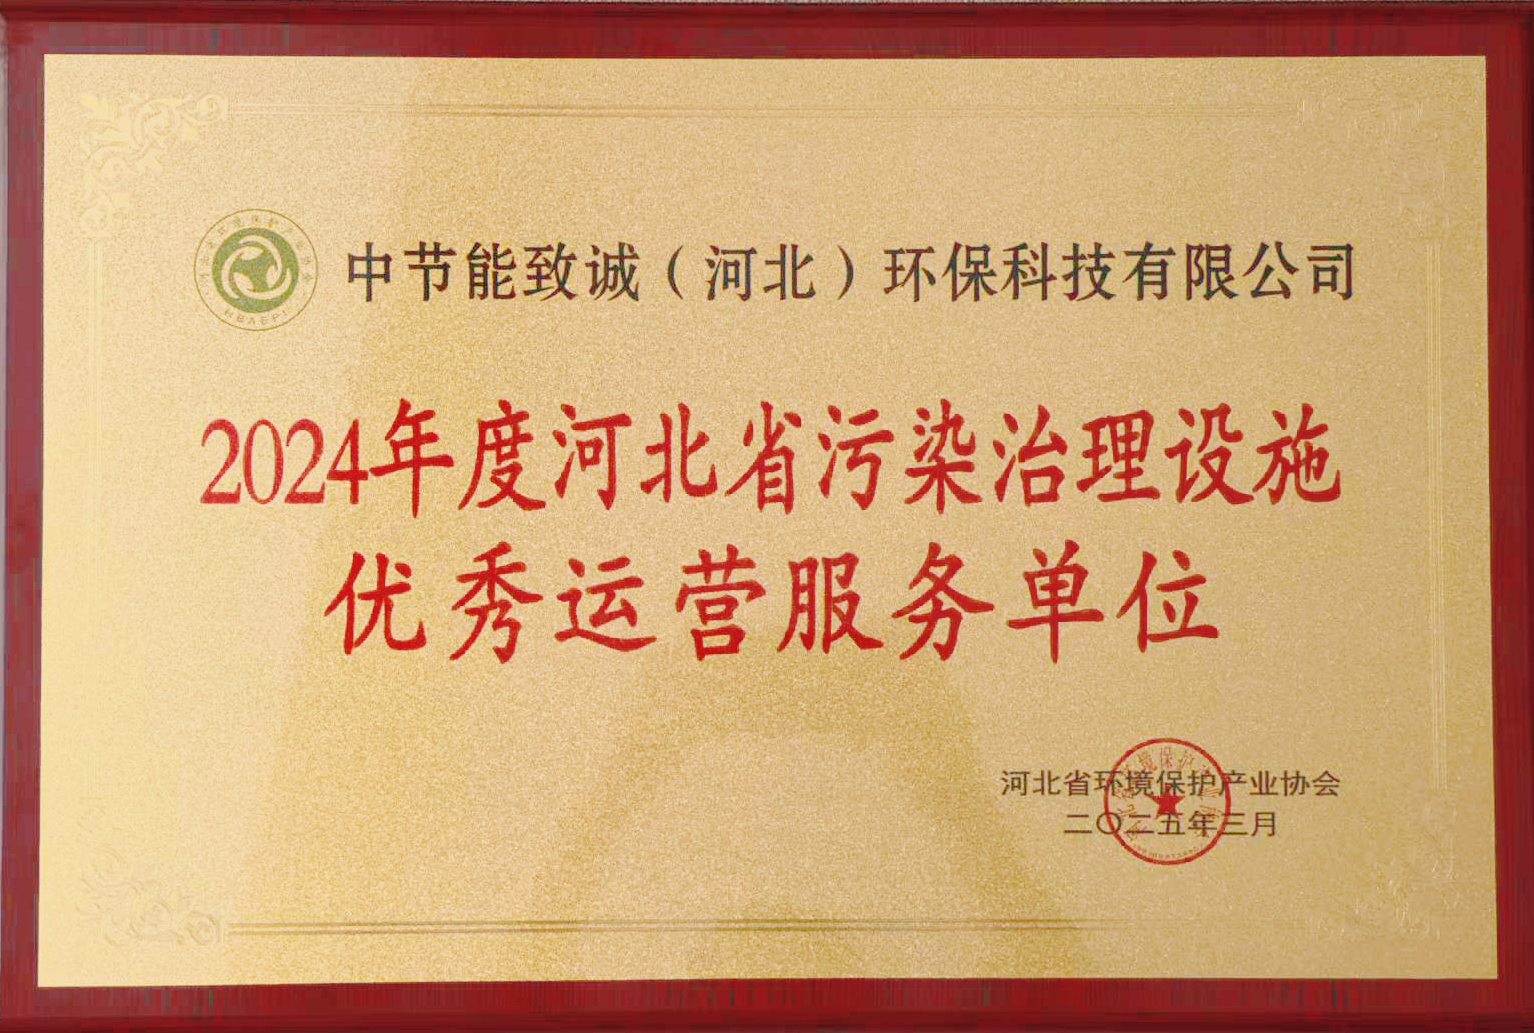 中节能致诚（河北）环保科技有限公司
HBAEPI
2024年度河北省污染治理设施
优秀运营服务单位
河北省环境保护产业协会
二〇二五年三月